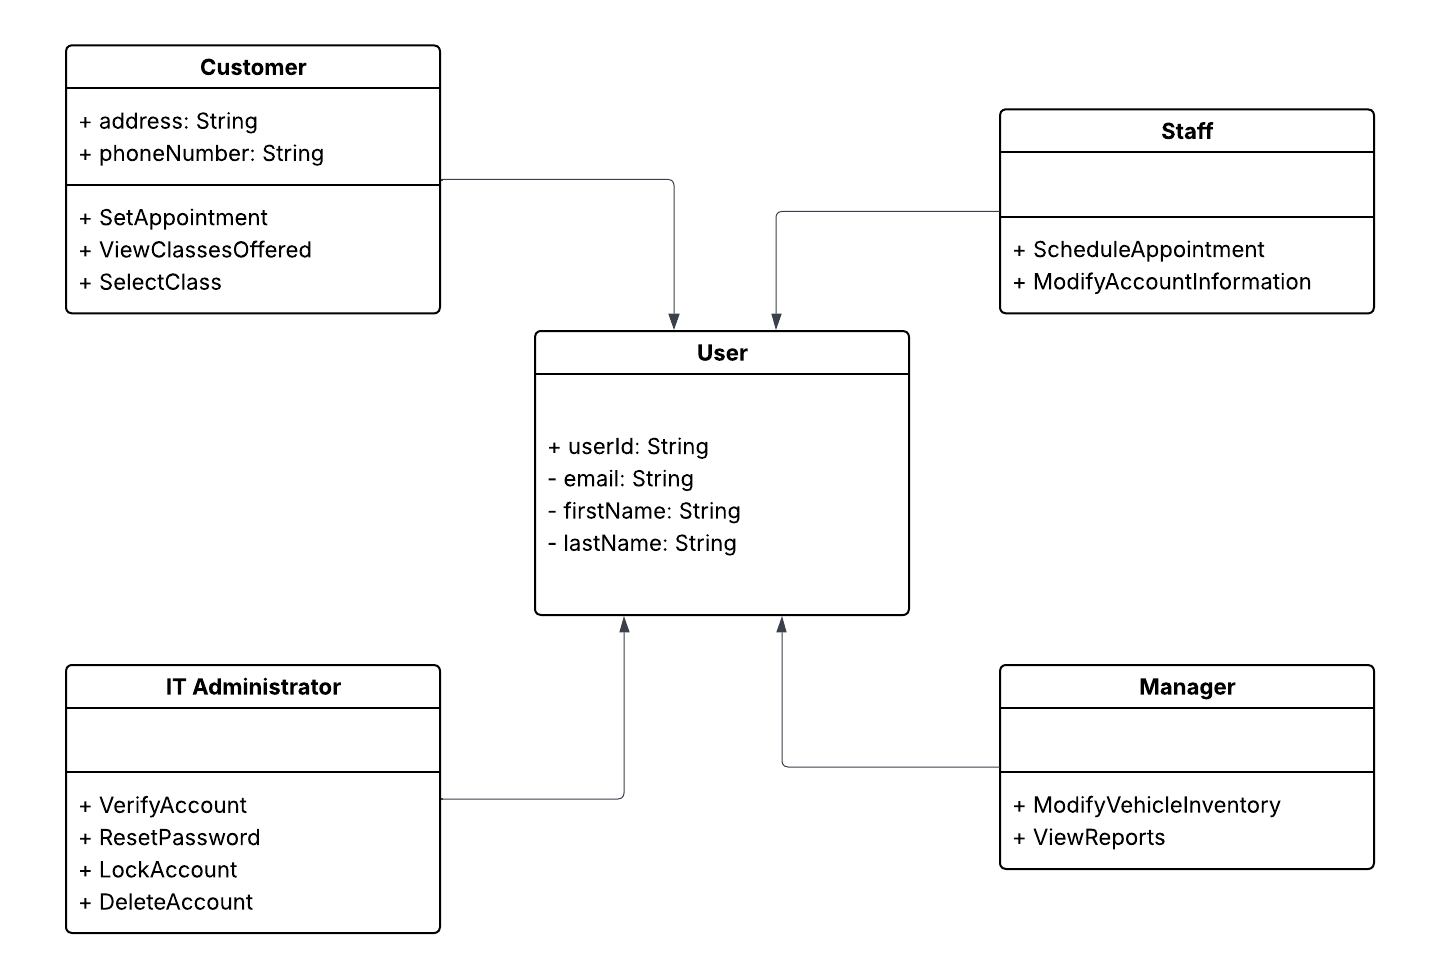 Customer
+ address: String
+ phoneNumber: String
+ SetAppointment
+ ViewClassesOffered
+ SelectClass
Staff
+ ScheduleAppointment
+ ModifyAccountInformation
User
+ userId: String
- email: String
- firstName: String
- lastName: String
IT Administrator
+ VerifyAccount
+ ResetPassword
+ LockAccount
+ DeleteAccount
Manager
+ ModifyVehicleInventory
+ ViewReports